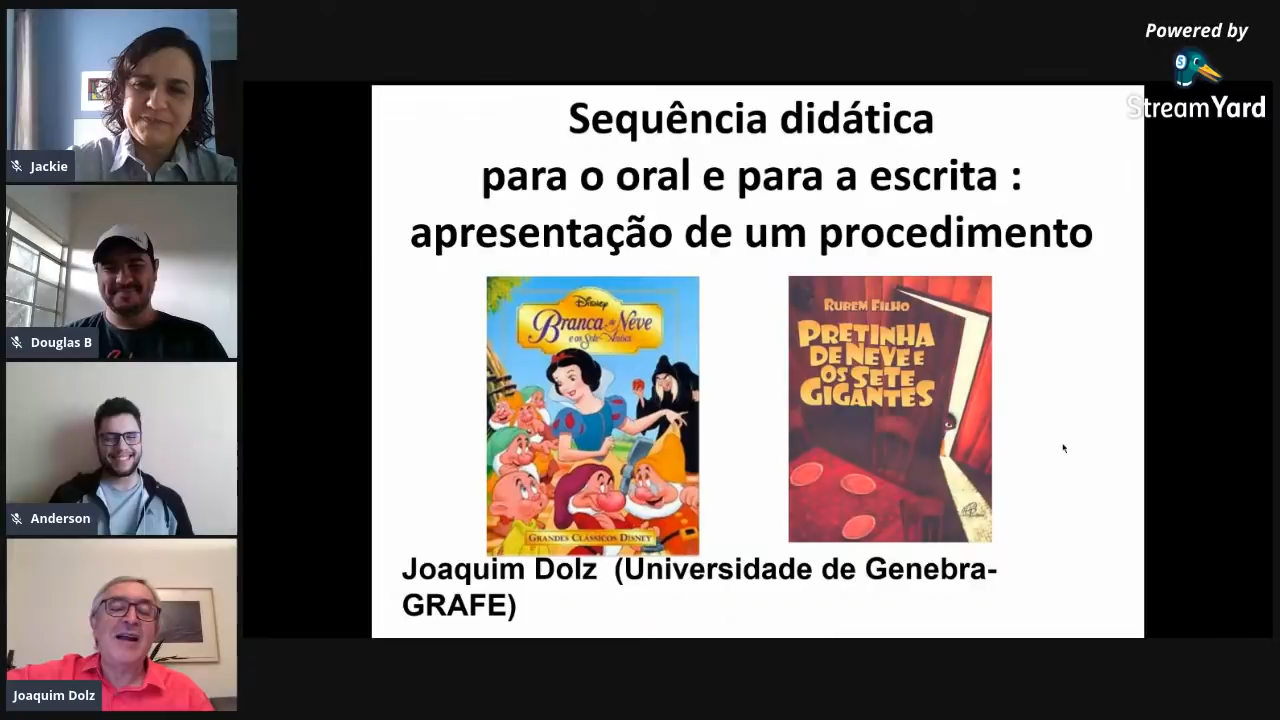 Powered by
StreamYard
Jackie
Douglas B
Anderson
Joaquim Dolz
Sequência didática
para o oral e para a escrita :
apresentação de um procedimento
Disney
Branca de Neve
e os Sete Anões
GRANDES CLÁSSICOS DISNEY
RUBEM FILHO
PRETINHA
DE NEVE E
OS SETE
GIGANTES
Joaquim Dolz (Universidade de Genebra-
GRAFE)